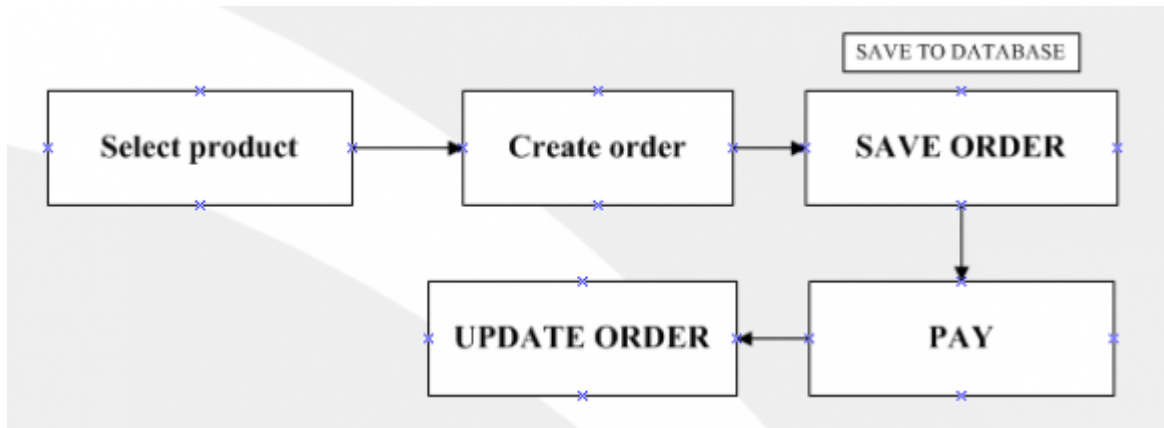 SAVE TO DATABASE
Select product
Create order
SAVE ORDER
UPDATE ORDER
PAY